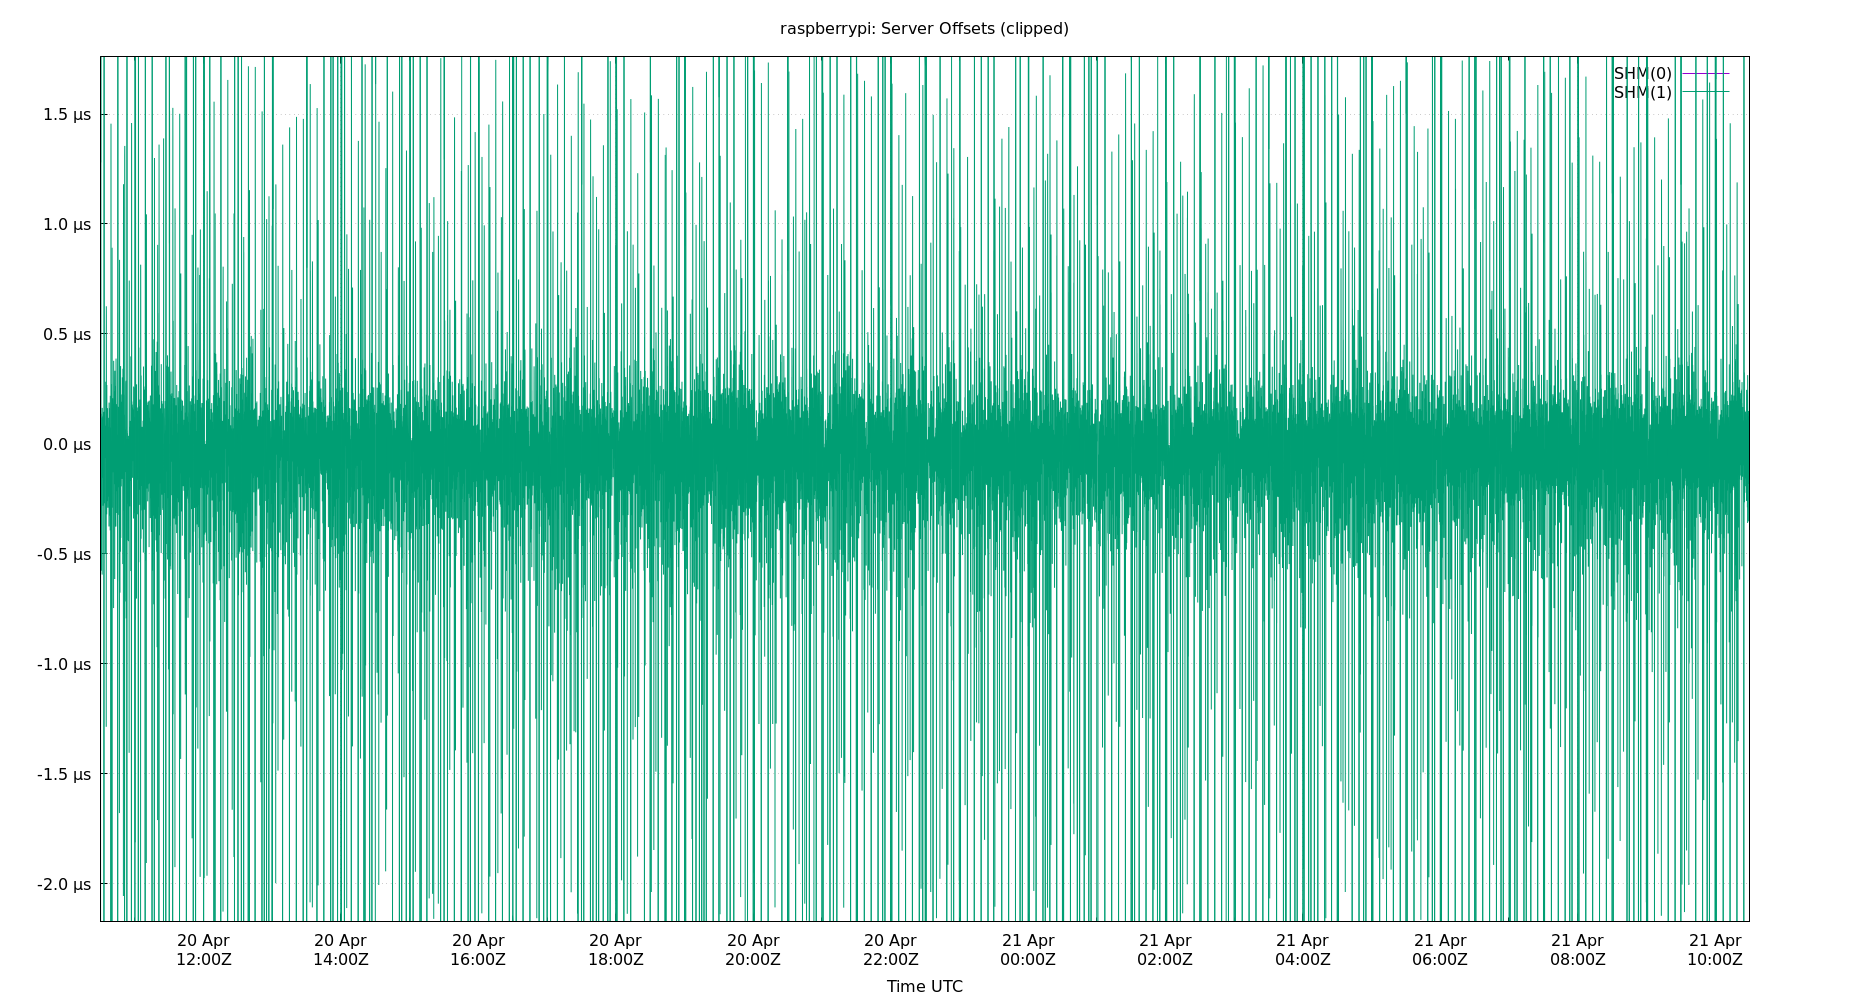 raspberrypi: Server Offsets (clipped)
SHM(0)
SHM(1)
1.5 µs
1.0 µs
0.5 µs
0.0 µs
-0.5 µs
-1.0 µs
-1.5 µs
-2.0 µs
20 Apr 20 Apr 20 Apr 20 Apr 20 Apr 20 Apr 21 Apr 21 Apr 21 Apr 21 Apr 21 Apr 21 Apr
12:00Z 14:00Z 16:00Z 18:00Z 20:00Z 22:00Z 00:00Z 02:00Z 04:00Z 06:00Z 08:00Z 10:00Z
Time UTC